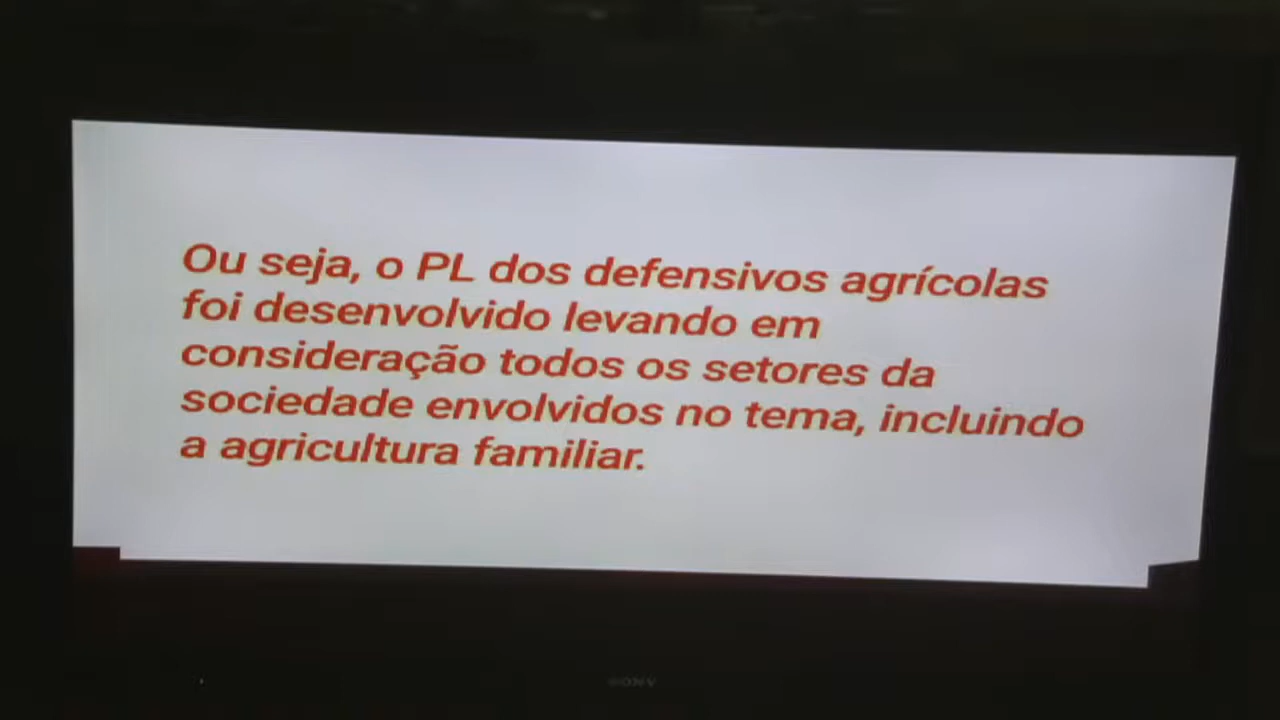 Ou seja, o PL dos defensivos agrícolas
foi desenvolvido levando em
consideração todos os setores da
sociedade envolvidos no tema, incluindo
a agricultura familiar.
SONY